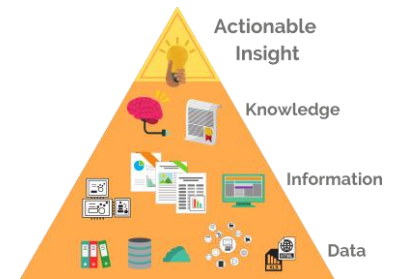 Actionable
Insight
Knowledge
Information
Data